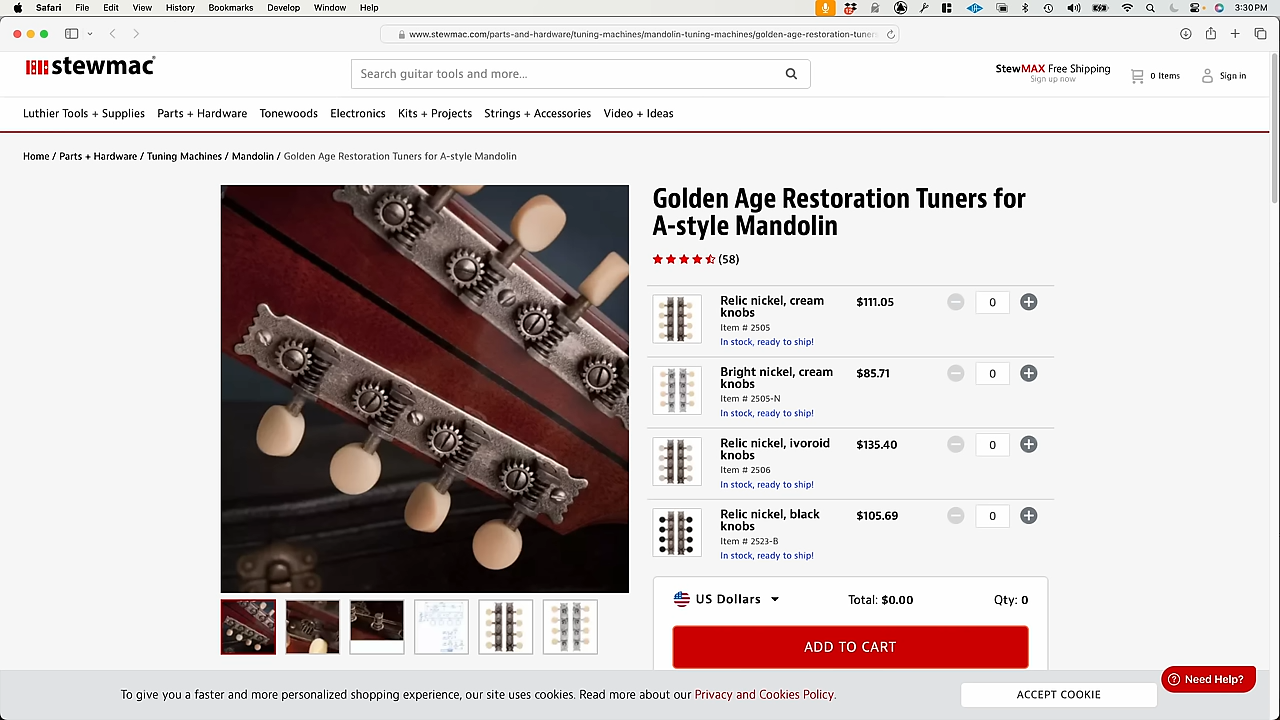 Safari File Edit View History Bookmarks Develop Window Help 3:30 PM
www.stewmac.com/parts-and-hardware/tuning-machines/mandolin-tuning-machines/golden-age-restoration-tuners
stewmac
Search guitar tools and more...
StewMAX Free Shipping
Sign up now
0 Items
Sign in
Luthier Tools + Supplies Parts + Hardware Tonewoods Electronics Kits + Projects Strings + Accessories Video + Ideas
Home / Parts + Hardware / Tuning Machines / Mandolin / Golden Age Restoration Tuners for A-style Mandolin
Golden Age Restoration Tuners for
A-style Mandolin
(58)
Relic nickel, cream $111.05 0
knobs
Item # 2505
In stock, ready to ship!
Bright nickel, cream $85.71 0
knobs
Item # 2505-N
In stock, ready to ship!
Relic nickel, ivoroid $135.40 0
knobs
Item # 2506
In stock, ready to ship!
Relic nickel, black $105.69 0
knobs
Item # 2523-B
In stock, ready to ship!
US Dollars Total: $0.00 Qty: 0
ADD TO CART
To give you a faster and more personalized shopping experience, our site uses cookies. Read more about our Privacy and Cookies Policy.
ACCEPT COOKIE
Need Help?